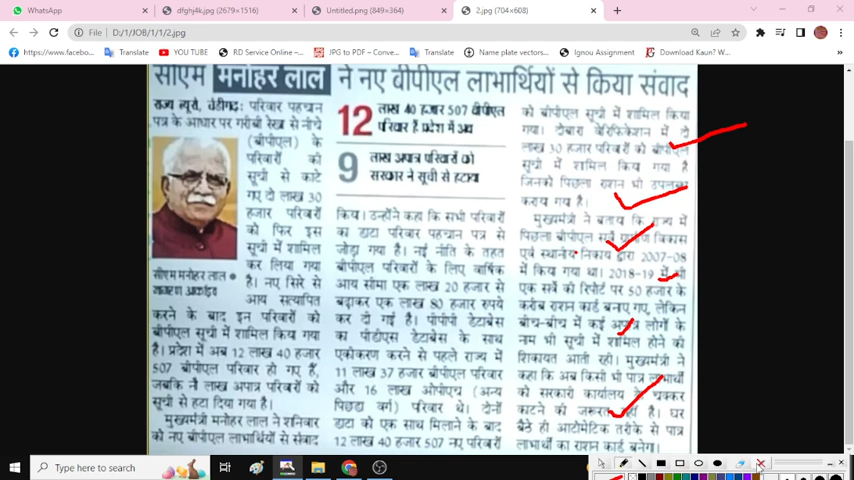 WhatsApp
dfghj4k.jpg (2679×1516)
Untitled.png (849×364)
2.jpg (704×608)
File | D:/1/JOB/1/1/2.jpg
https://www.facebo...
Translate
YOU TUBE
RD Service Online -...
JPG to PDF – Conve...
Translate
Name plate vectors...
Ignou Assignment
Download Kaun? W...
सीएम मनोहर लाल ने नए बीपीएल लाभार्थियों से किया संवाद
राज्य ब्यूरो, चंडीगढ़ : परिवार पहचान
पत्र के आधार पर गरीबी रेखा से नीचे
(बीपीएल) के
परिवारों की
सूची से काटे
गए दो लाख 30
हजार परिवारों
को फिर इस
सूची में शामिल
कर लिया गया
है। नए सिरे से
आय सत्यापित
सीएम मनोहर लाल ●
करने के बाद इन परिवारों को
बीपीएल सूची में शामिल किया गया
है। प्रदेश में अब 12 लाख 40 हजार
507 बीपीएल परिवार हो गए हैं,
जबकि नौ लाख अपात्र परिवारों को
सूची से हटा दिया गया है।
मुख्यमंत्री मनोहर लाल ने शनिवार
को नए बीपीएल लाभार्थियों से संवाद
12 लाख 40 हजार 507 बीपीएल
परिवार हैं प्रदेश में अब
9 लाख अपात्र परिवारों को
सरकार ने सूची से हटाया
किया। उन्होंने कहा कि सभी परिवारों
का डाटा परिवार पहचान पत्र से
जोड़ा गया है। नई नीति के तहत
बीपीएल परिवारों के लिए वार्षिक
आय सीमा एक लाख 20 हजार से
बढ़ाकर एक लाख 80 हजार रुपये
कर दी गई है। पीपीपी डेटाबेस
का पीडीएस डेटाबेस के साथ
एकीकरण करने से पहले राज्य में
11 लाख 37 हजार बीपीएल परिवार
और 16 लाख ओपीएच (अन्य
पिछड़ा वर्ग) परिवार थे। दोनों
डाटा को एक साथ मिलाने के बाद
12 लाख 40 हजार 507 नए परिवारों
को बीपीएल सूची में शामिल किया
गया। दोबारा वेरिफिकेशन में दो
लाख 30 हजार परिवारों को बीपीएल
सूची में शामिल किया गया है
जिनको पिछला राशन भी उपलब्ध
कराया गया है।
मुख्यमंत्री ने बताया कि राज्य में
पिछला बीपीएल सर्वे ग्रामीण विकास
एवं स्थानीय निकाय द्वारा 2007-08
में किया गया था। 2018-19 में भी
एक सर्वे की रिपोर्ट पर 50 हजार के
करीब राशन कार्ड बनाए गए, लेकिन
बीच-बीच में कई अपात्र लोगों के
नाम भी सूची में शामिल होने की
शिकायत आती रही। मुख्यमंत्री ने
कहा कि अब किसी भी पात्र लाभार्थी
को सरकारी कार्यालय के चक्कर
काटने की जरूरत नहीं है। घर
बैठे ही आटोमेटिक तरीके से पात्र
लाभार्थी का राशन कार्ड बनेगा।
Type here to search